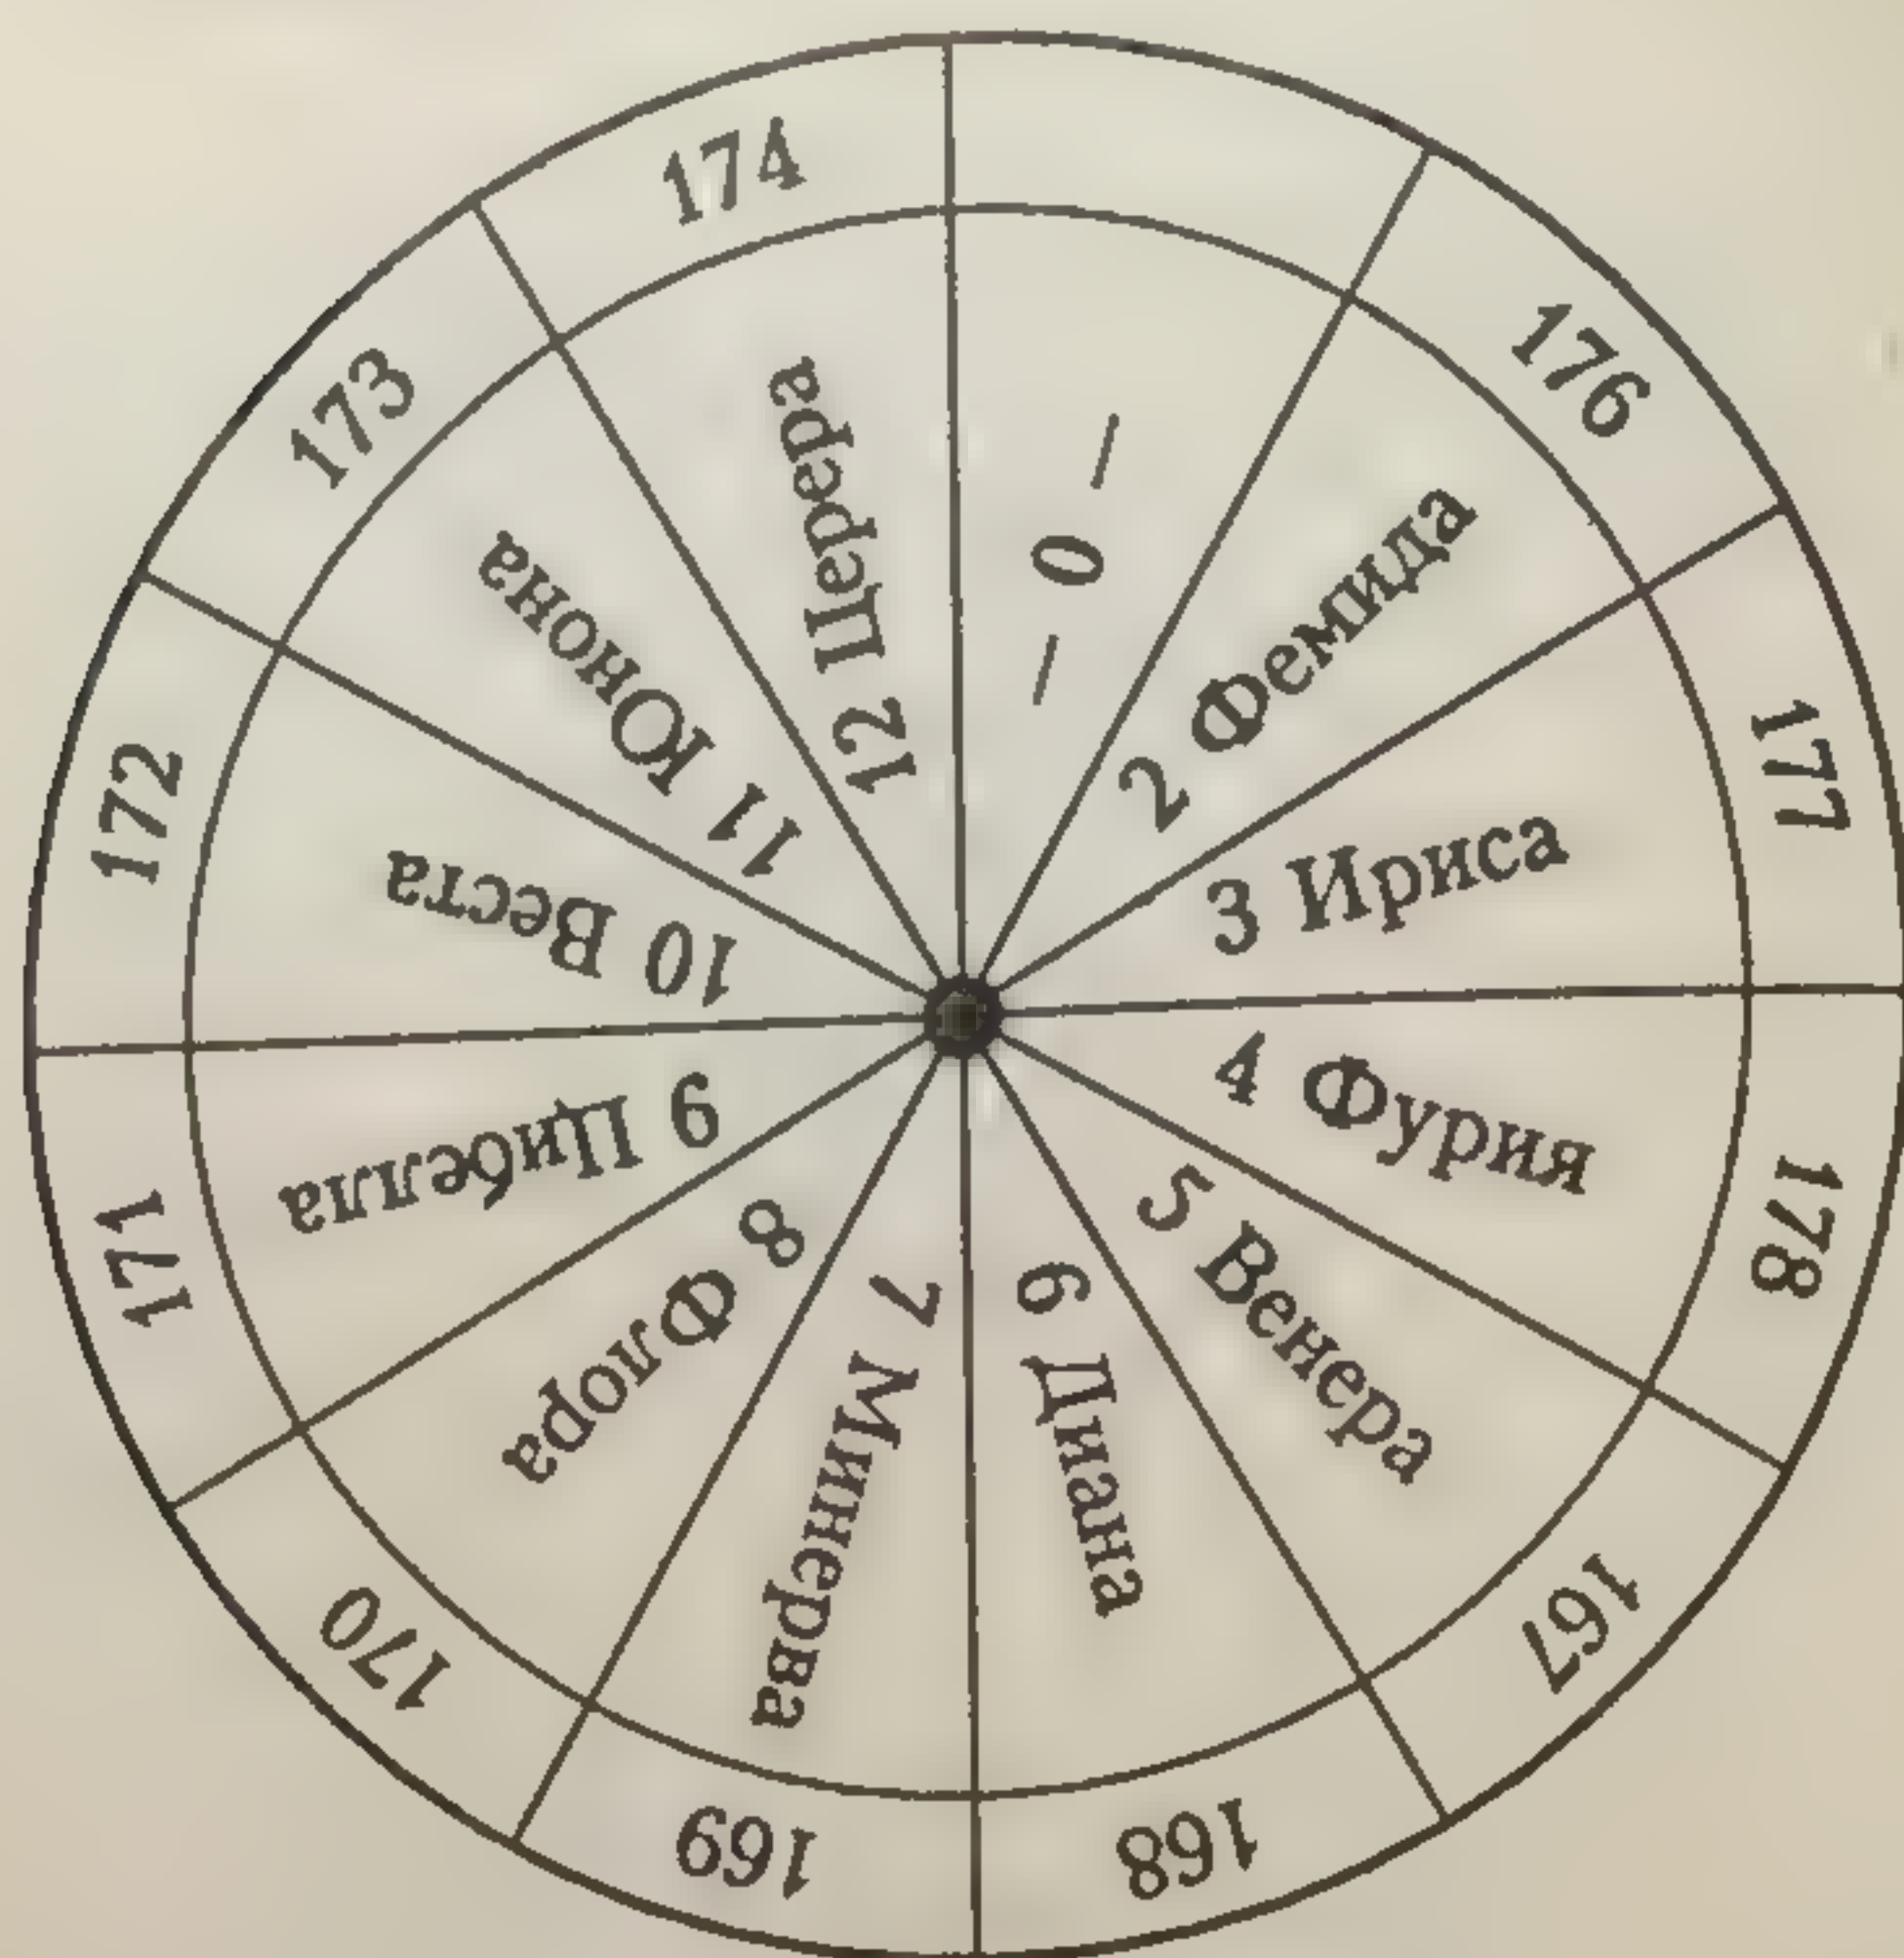 174
176
177
178
167
168
169
170
171
172
173
— 0 —
2 Фемида
3 Ириса
4 Фурия
5 Венера
6 Диана
7 Минерва
8 Флора
9 Цибелла
10 Веста
11 Юнона
12 Церера